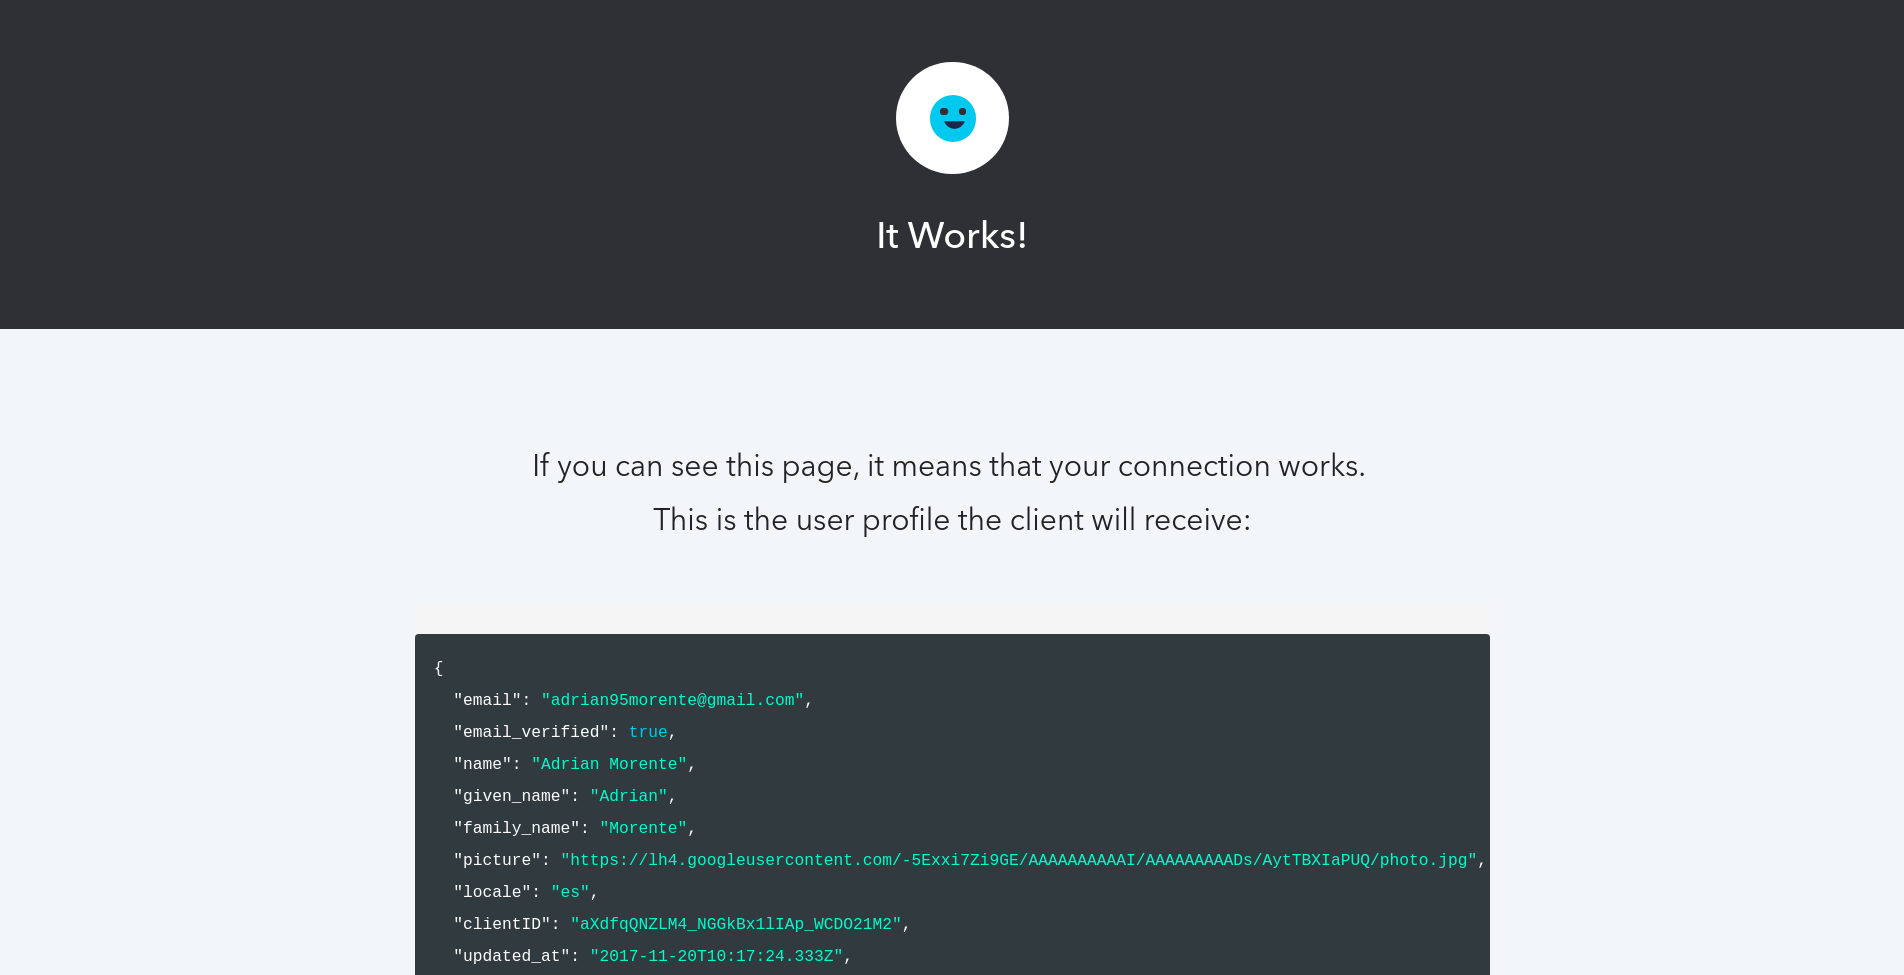 It Works!
If you can see this page, it means that your connection works.
This is the user profile the client will receive:
{
"email": "adrian95morente@gmail.com",
"email_verified": true,
"name": "Adrian Morente",
"given_name": "Adrian",
"family_name": "Morente",
"picture": "https://lh4.googleusercontent.com/-5Exxi7Zi9GE/AAAAAAAAAAI/AAAAAAAAADs/AytTBXIaPUQ/photo.jpg",
"locale": "es",
"clientID": "aXdfqQNZLM4_NGGkBx1lIAp_WCDO21M2",
"updated_at": "2017-11-20T10:17:24.333Z",